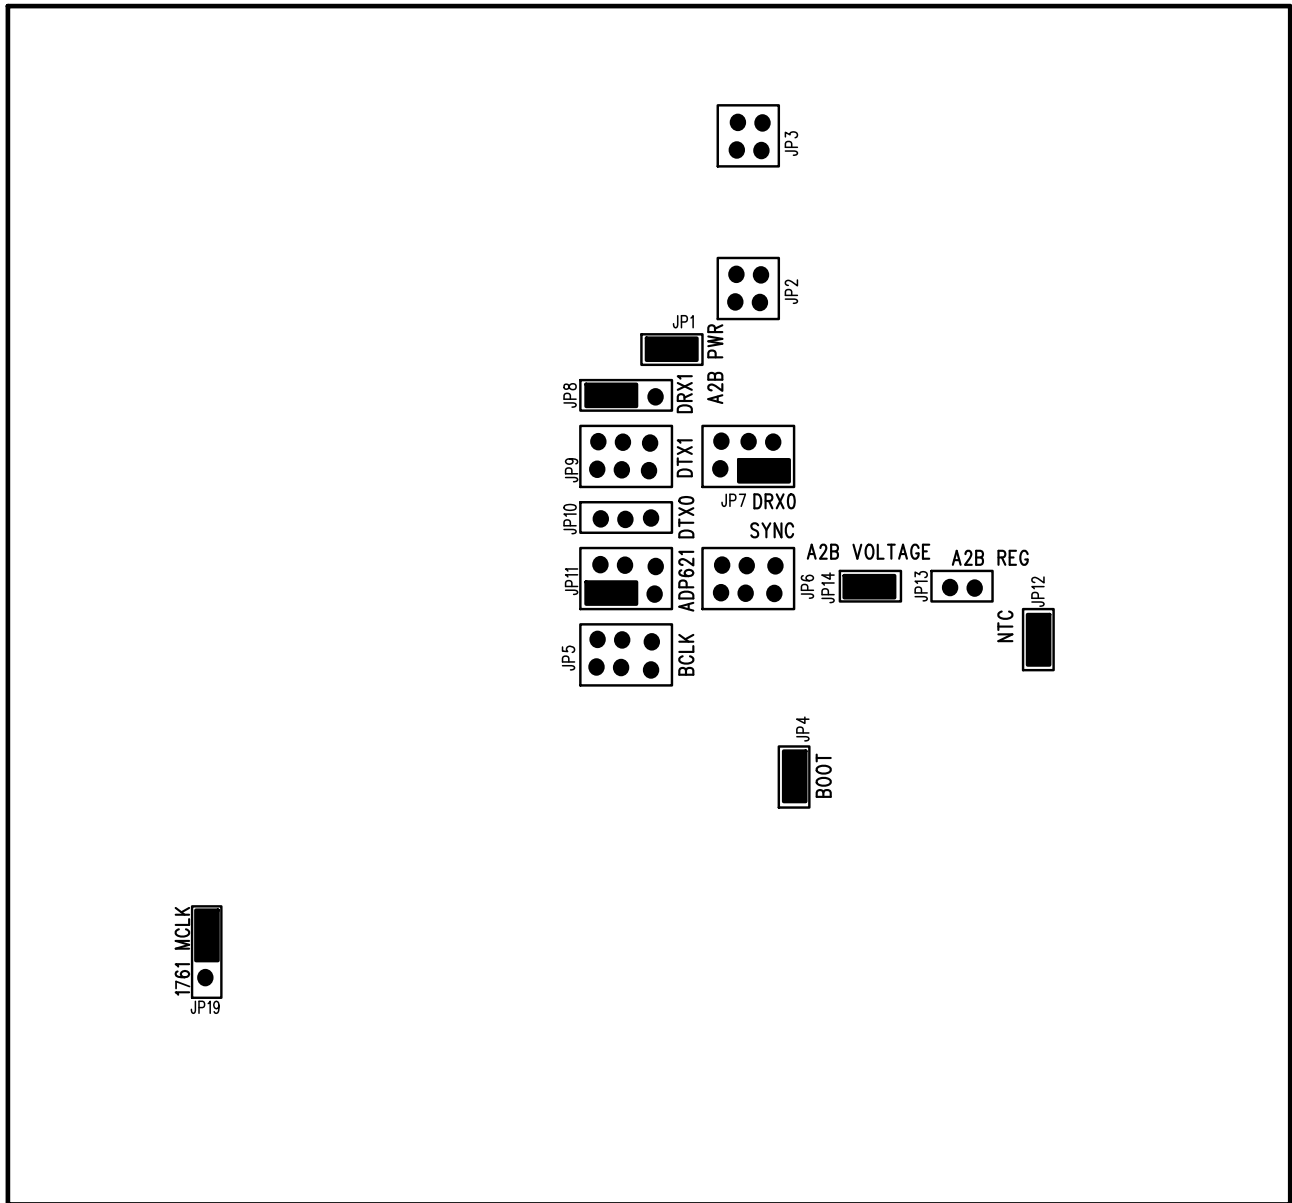 JP3
JP2
JP1
A2B PWR
JP8
DRX1
JP9
DTX1
JP7 DRX0
JP10
DTX0
SYNC
JP11
ADP621
JP6
A2B VOLTAGE
JP14
A2B REG
JP13
JP12
NTC
JP5
BCLK
JP4
BOOT
1761 MCLK
JP19